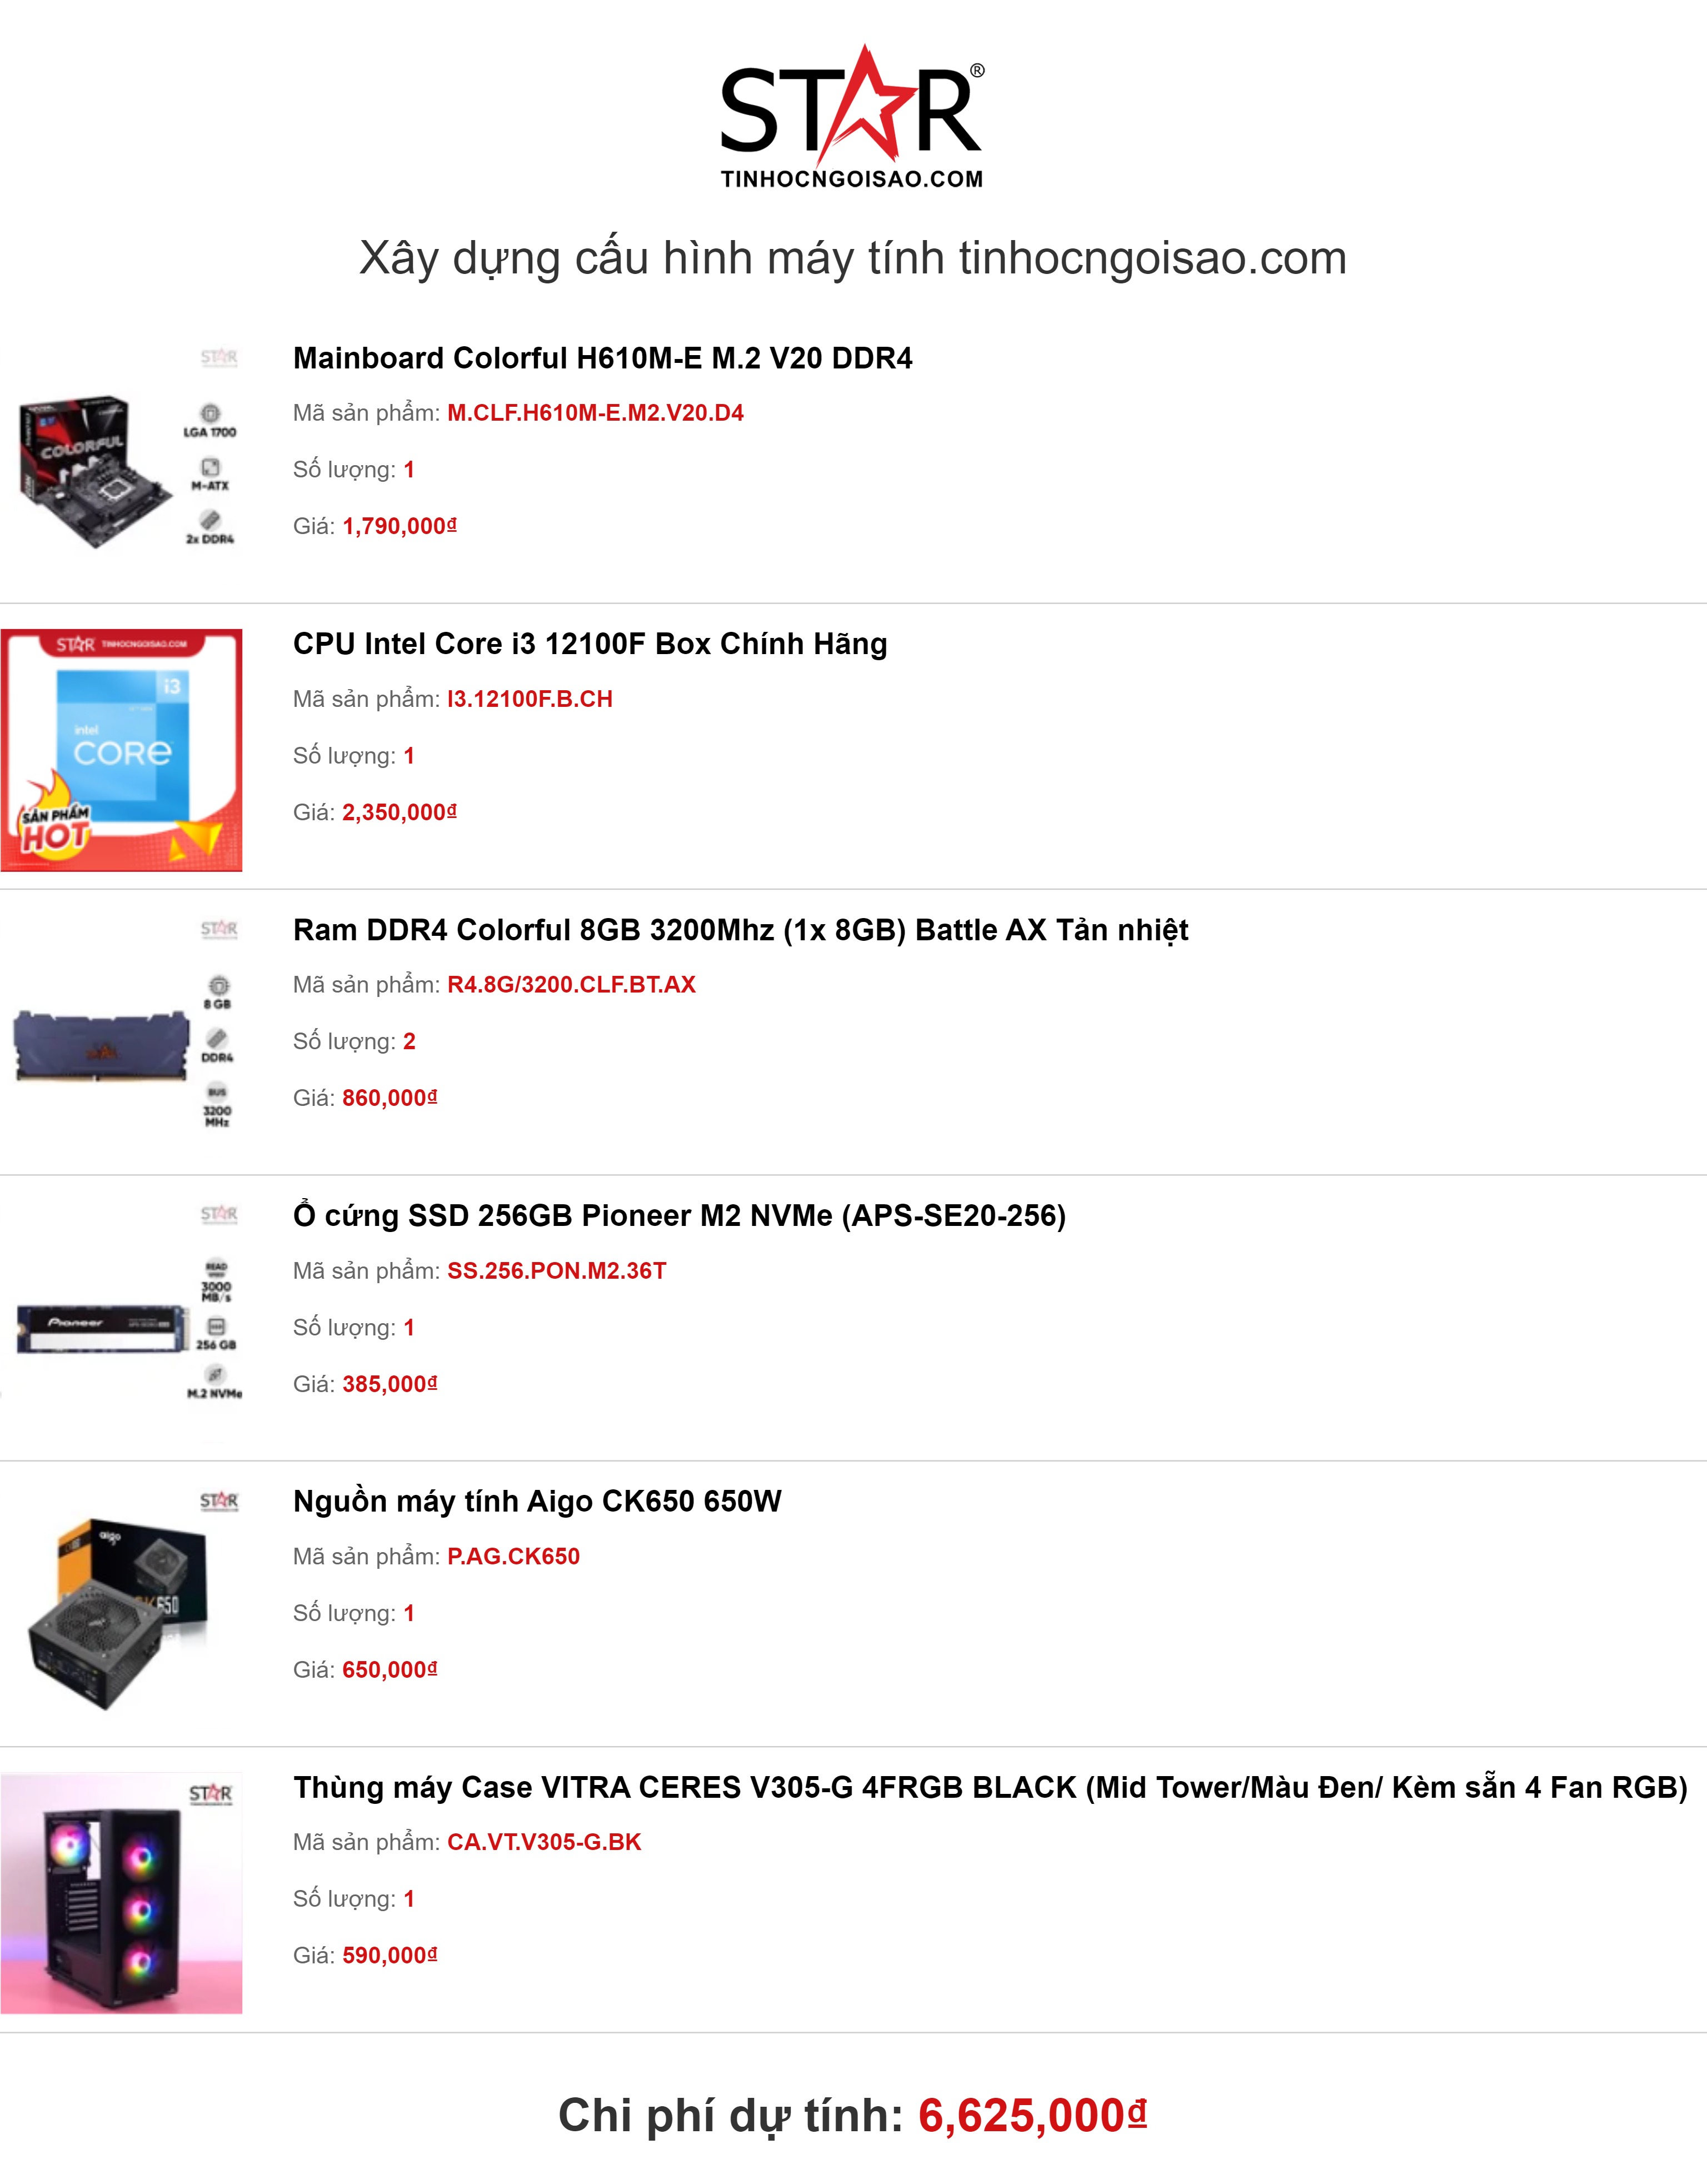 STAR®
TINHOCNGOISAO.COM
Xây dựng cấu hình máy tính tinhocngoisao.com
STAR
COLORFUL
LGA 1700
M-ATX
2x DDR4
Mainboard Colorful H610M-E M.2 V20 DDR4
Mã sản phẩm: M.CLF.H610M-E.M2.V20.D4
Số lượng: 1
Giá: 1,790,000₫
STAR TINHOCNGOISAO.COM
i3
intel
CORE
SẢN PHẨM
HOT
CPU Intel Core i3 12100F Box Chính Hãng
Mã sản phẩm: I3.12100F.B.CH
Số lượng: 1
Giá: 2,350,000₫
STAR
8 GB
DDR4
BUS
3200
MHz
Ram DDR4 Colorful 8GB 3200Mhz (1x 8GB) Battle AX Tản nhiệt
Mã sản phẩm: R4.8G/3200.CLF.BT.AX
Số lượng: 2
Giá: 860,000₫
STAR
READ
3000
MB/s
Pioneer
256 GB
M.2 NVMe
Ổ cứng SSD 256GB Pioneer M2 NVMe (APS-SE20-256)
Mã sản phẩm: SS.256.PON.M2.36T
Số lượng: 1
Giá: 385,000₫
STAR
aigo
CK650
Nguồn máy tính Aigo CK650 650W
Mã sản phẩm: P.AG.CK650
Số lượng: 1
Giá: 650,000₫
STAR
Thùng máy Case VITRA CERES V305-G 4FRGB BLACK (Mid Tower/Màu Đen/ Kèm sẵn 4 Fan RGB)
Mã sản phẩm: CA.VT.V305-G.BK
Số lượng: 1
Giá: 590,000₫
Chi phí dự tính: 6,625,000₫